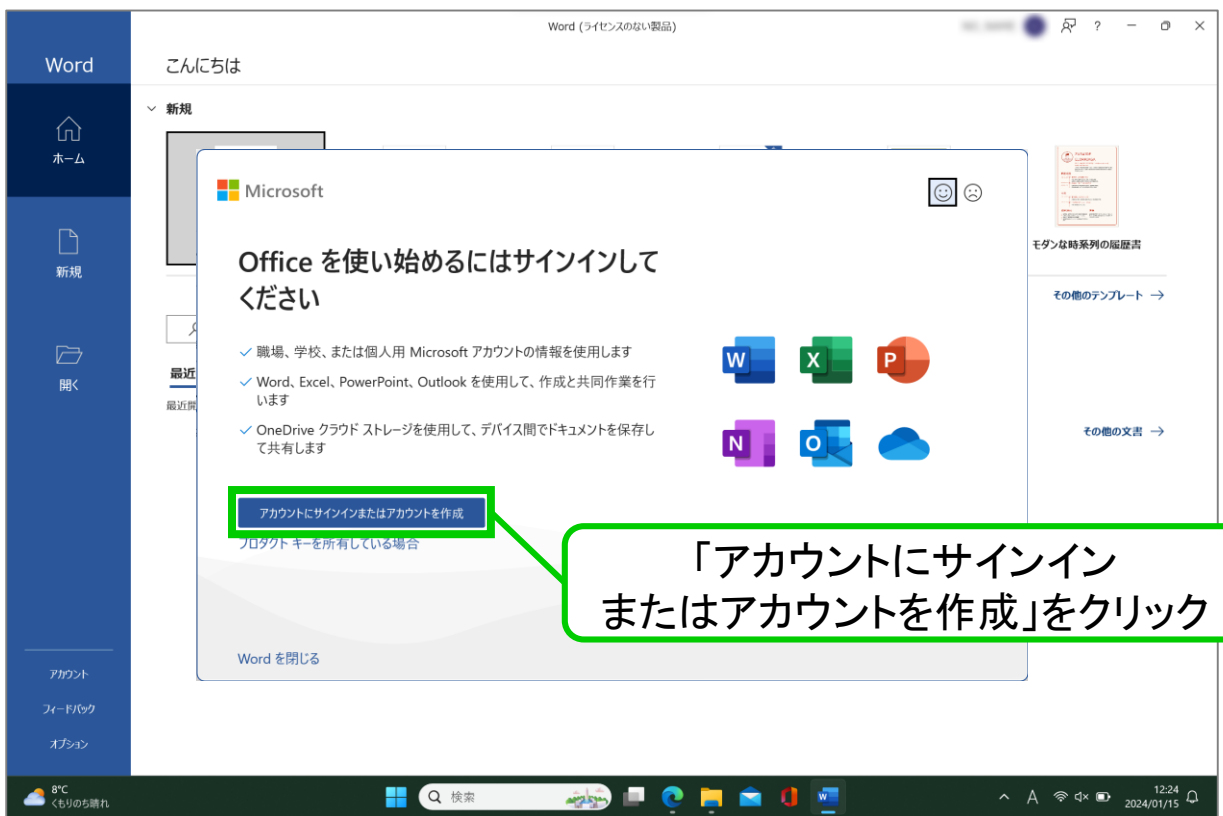 Word (ライセンスのない製品)
?
Word
こんにちは
新規
ホーム
新規
開く
モダンな時系列の履歴書
その他のテンプレート →
最近
最近開
その他の文書 →
Microsoft
Office を使い始めるにはサインインして
ください
職場、学校、または個人用 Microsoft アカウントの情報を使用します
Word、Excel、PowerPoint、Outlook を使用して、作成と共同作業を行
います
OneDrive クラウド ストレージを使用して、デバイス間でドキュメントを保存し
て共有します
W X P
N O
アカウントにサインインまたはアカウントを作成
プロダクト キーを所有している場合
「アカウントにサインイン
またはアカウントを作成」をクリック
Word を閉じる
アカウント
フィードバック
オプション
8°C
くもりのち晴れ
検索
A
12:24
2024/01/15